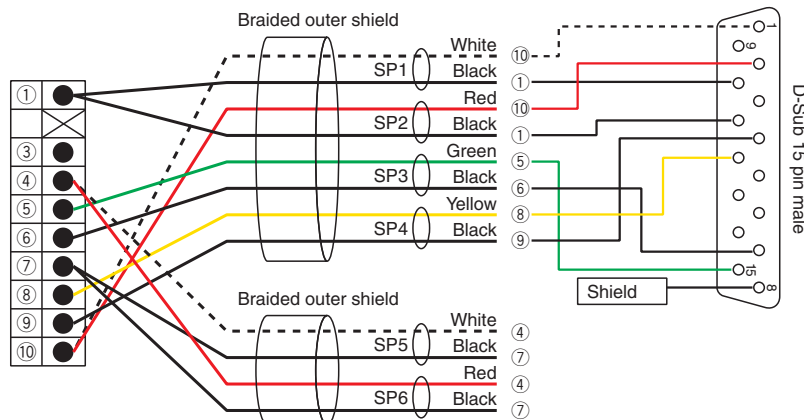 Braided outer shield
White
⑩
1
SP1
Black
①
9
Red
⑩
SP2
Black
①
Green
⑤
SP3
Black
⑥
Yellow
⑧
SP4
Black
⑨
①
③
④
⑤
⑥
⑦
⑧
⑨
⑩
15
8
Shield
D-Sub 15 pin male
Braided outer shield
White
④
SP5
Black
⑦
Red
④
SP6
Black
⑦